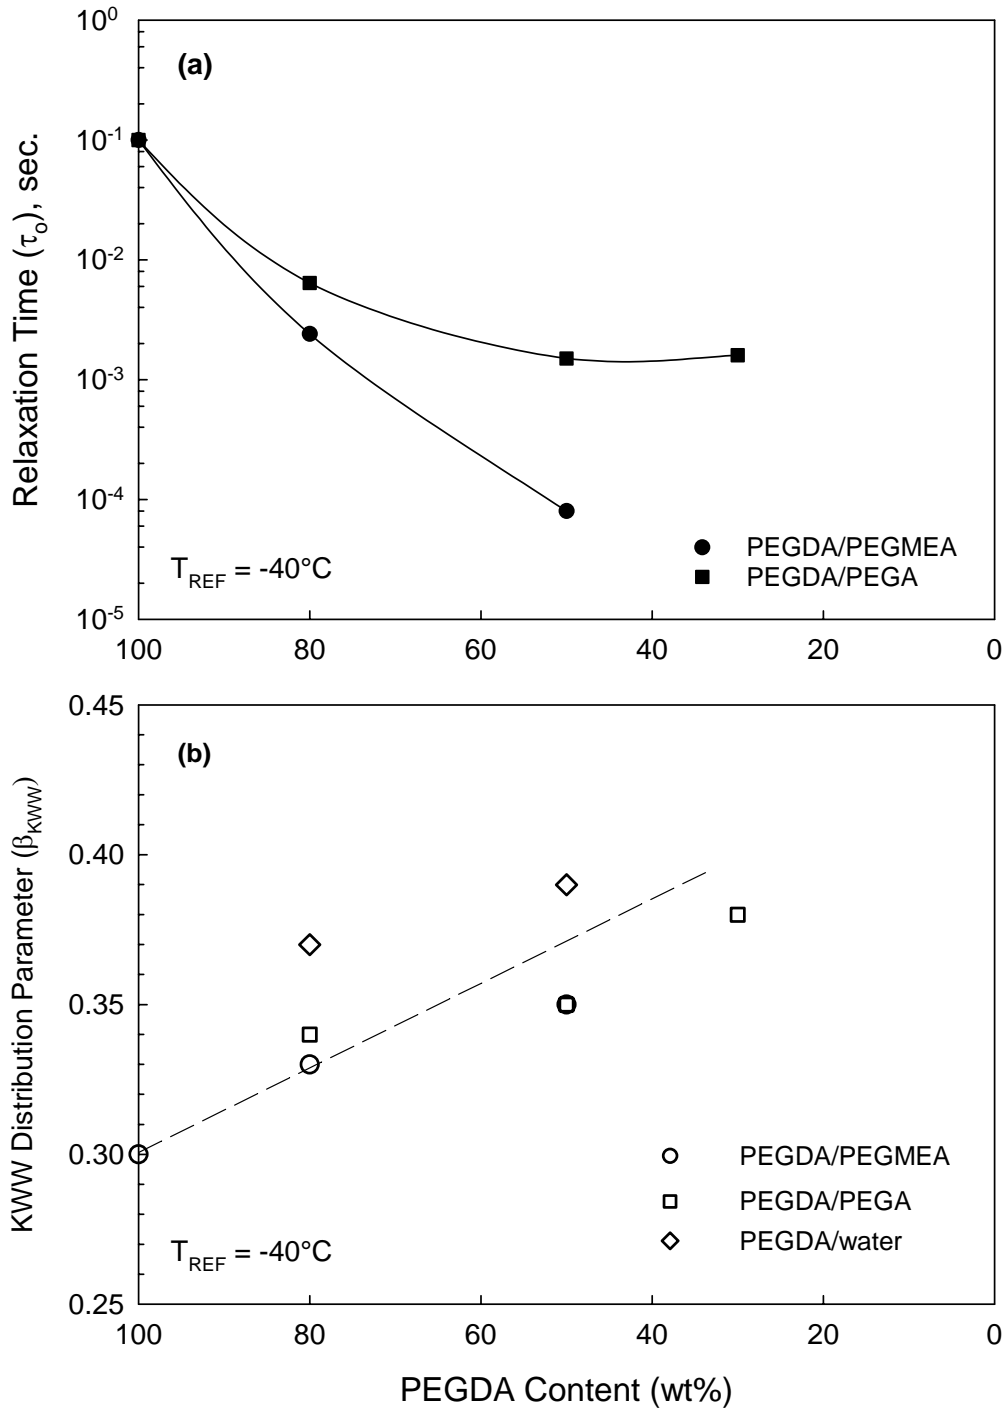 10⁰
(a)
10⁻¹
10⁻²
10⁻³
10⁻⁴
10⁻⁵
Relaxation Time (τₒ), sec.
T_REF = -40°C
PEGDA/PEGMEA
PEGDA/PEGA
100 80 60 40 20 0
0.45
(b)
0.40
0.35
0.30
0.25
KWW Distribution Parameter (β_KWW)
PEGDA/PEGMEA
PEGDA/PEGA
PEGDA/water
T_REF = -40°C
100 80 60 40 20 0
PEGDA Content (wt%)